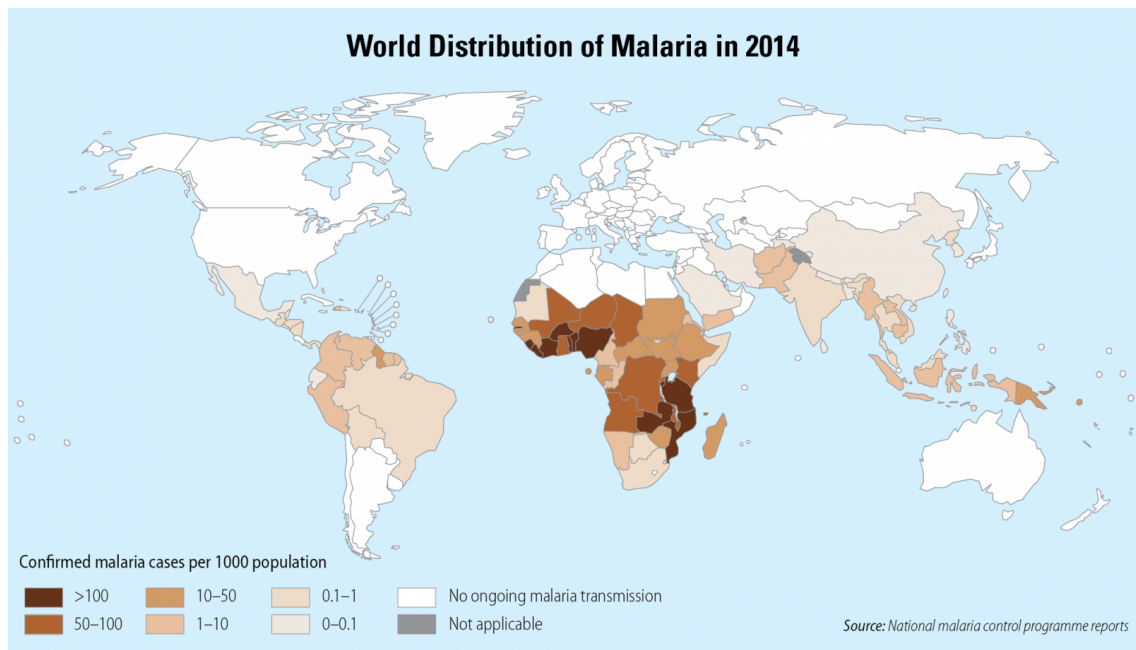 World Distribution of Malaria in 2014
Confirmed malaria cases per 1000 population
>100 10–50 0.1–1 No ongoing malaria transmission
50–100 1–10 0–0.1 Not applicable
Source: National malaria control programme reports